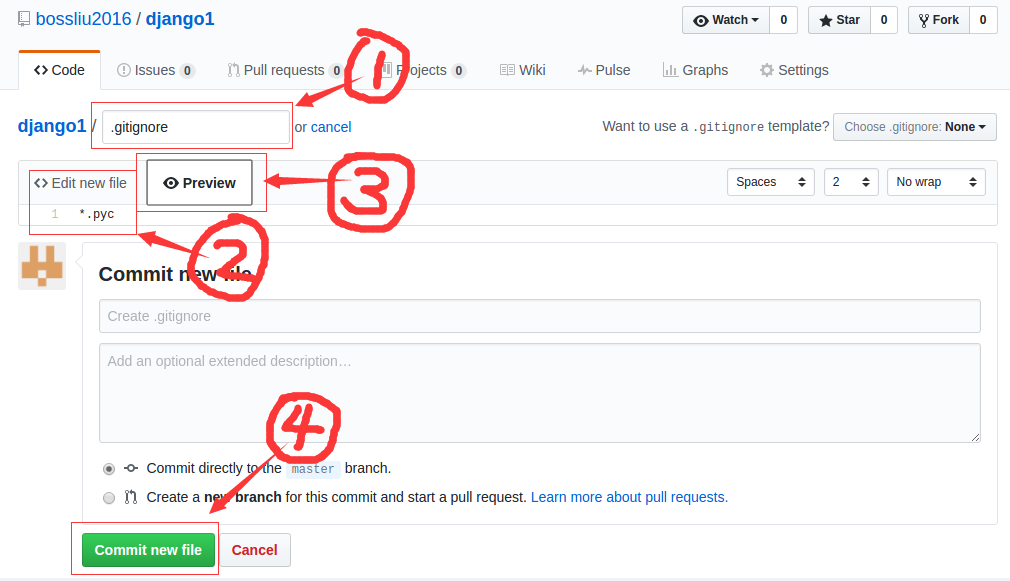 bossliu2016 / django1
Watch 0 Star 0 Fork 0
Code Issues 0 Pull requests 0 Projects 0 Wiki Pulse Graphs Settings
1
django1 / .gitignore or cancel
Want to use a .gitignore template? Choose .gitignore: None
Edit new file Preview
Spaces 2 No wrap
3
1 *.pyc
2
Commit new file
Create .gitignore
Add an optional extended description…
4
Commit directly to the master branch.
Create a new branch for this commit and start a pull request. Learn more about pull requests.
Commit new file Cancel